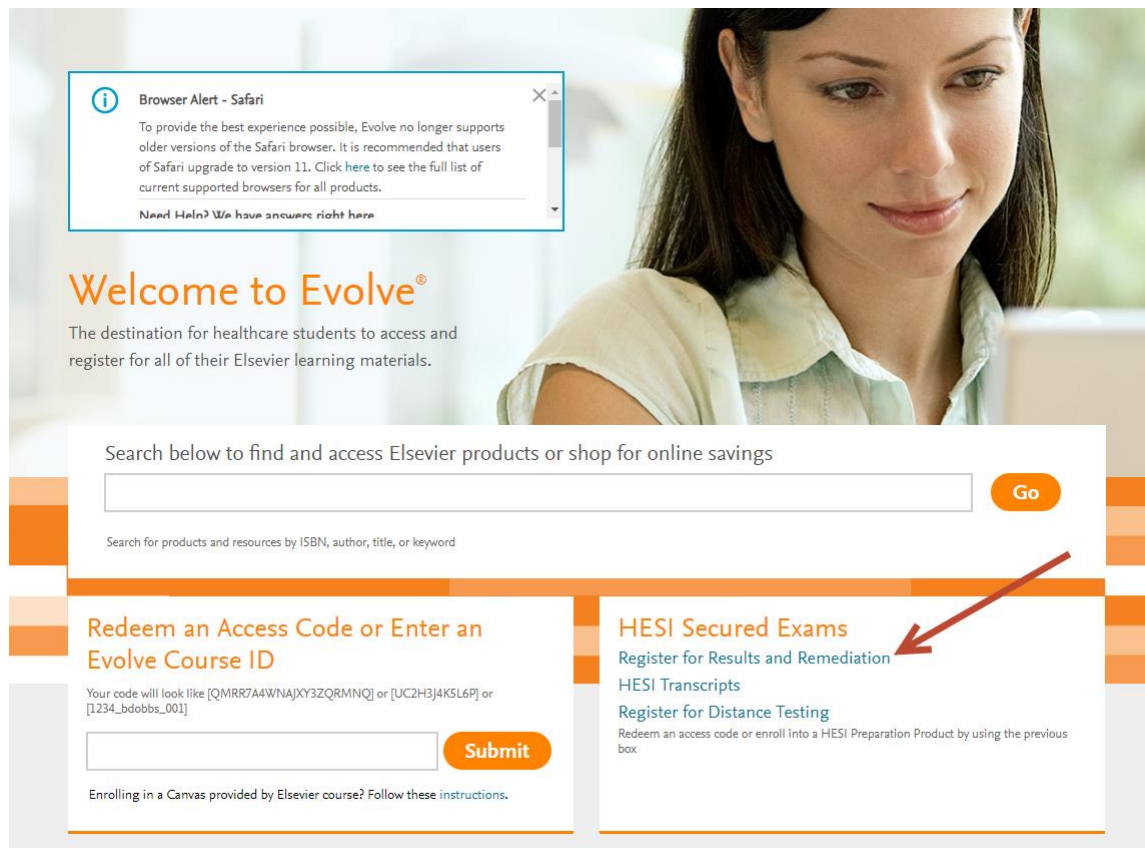 Browser Alert - Safari
To provide the best experience possible, Evolve no longer supports
older versions of the Safari browser. It is recommended that users
of Safari upgrade to version 11. Click here to see the full list of
current supported browsers for all products.
Need Help? We have answers right here
Welcome to Evolve®
The destination for healthcare students to access and
register for all of their Elsevier learning materials.
Search below to find and access Elsevier products or shop for online savings
Go
Search for products and resources by ISBN, author, title, or keyword
Redeem an Access Code or Enter an
Evolve Course ID
Your code will look like [QMRR7A4WNAJXY3ZQRMNQ] or [UC2H3J4K5L6P] or
[1234_bdobbs_001]
Submit
Enrolling in a Canvas provided by Elsevier course? Follow these instructions.
HESI Secured Exams
Register for Results and Remediation
HESI Transcripts
Register for Distance Testing
Redeem an access code or enroll into a HESI Preparation Product by using the previous
box